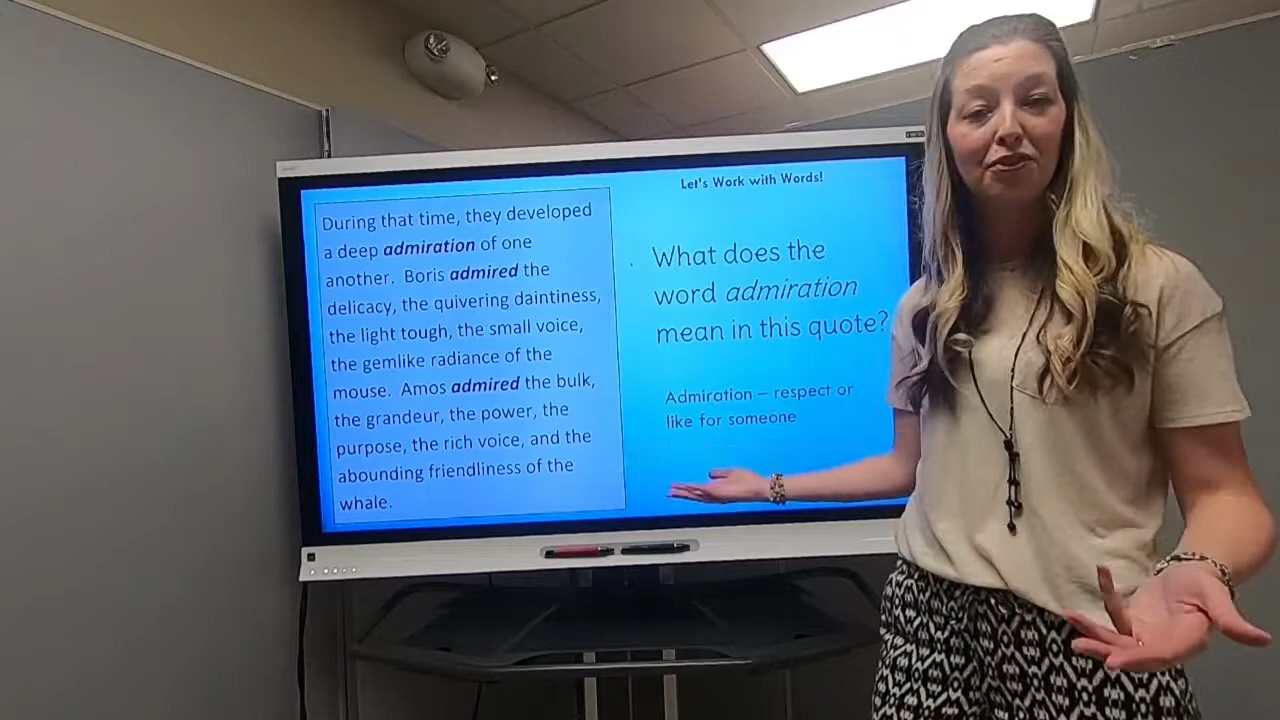 During that time, they developed
a deep admiration of one
another. Boris admired the
delicacy, the quivering daintiness,
the light tough, the small voice,
the gemlike radiance of the
mouse. Amos admired the bulk,
the grandeur, the power, the
purpose, the rich voice, and the
abounding friendliness of the
whale.
Let's Work with Words!
What does the
word admiration
mean in this quote?
Admiration – respect or
like for someone